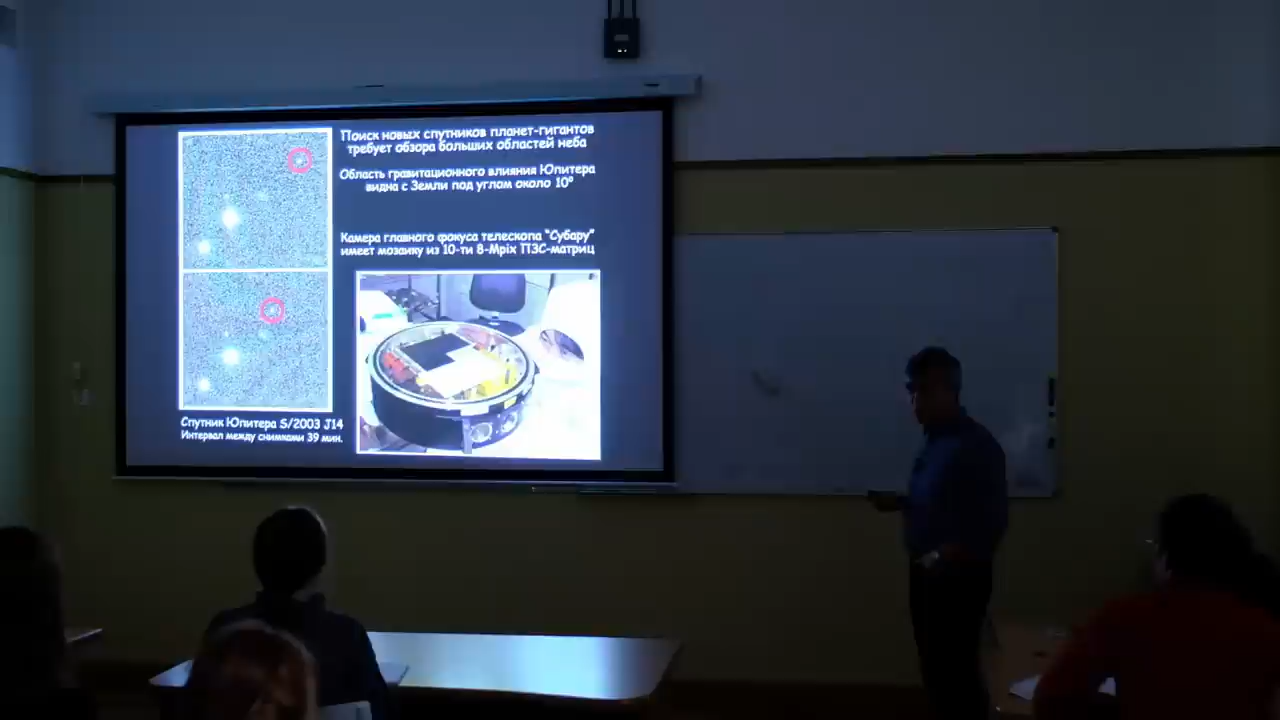 Поиск новых спутников планет-гигантов
требует обзора больших областей неба
Область гравитационного влияния Юпитера
видна с Земли под углом около 10°
Камера главного фокуса телескопа "Субару"
имеет мозаику из 10-ти 8-Mpix ПЗС-матриц
Спутник Юпитера S/2003 J14
Интервал между снимками 39 мин.